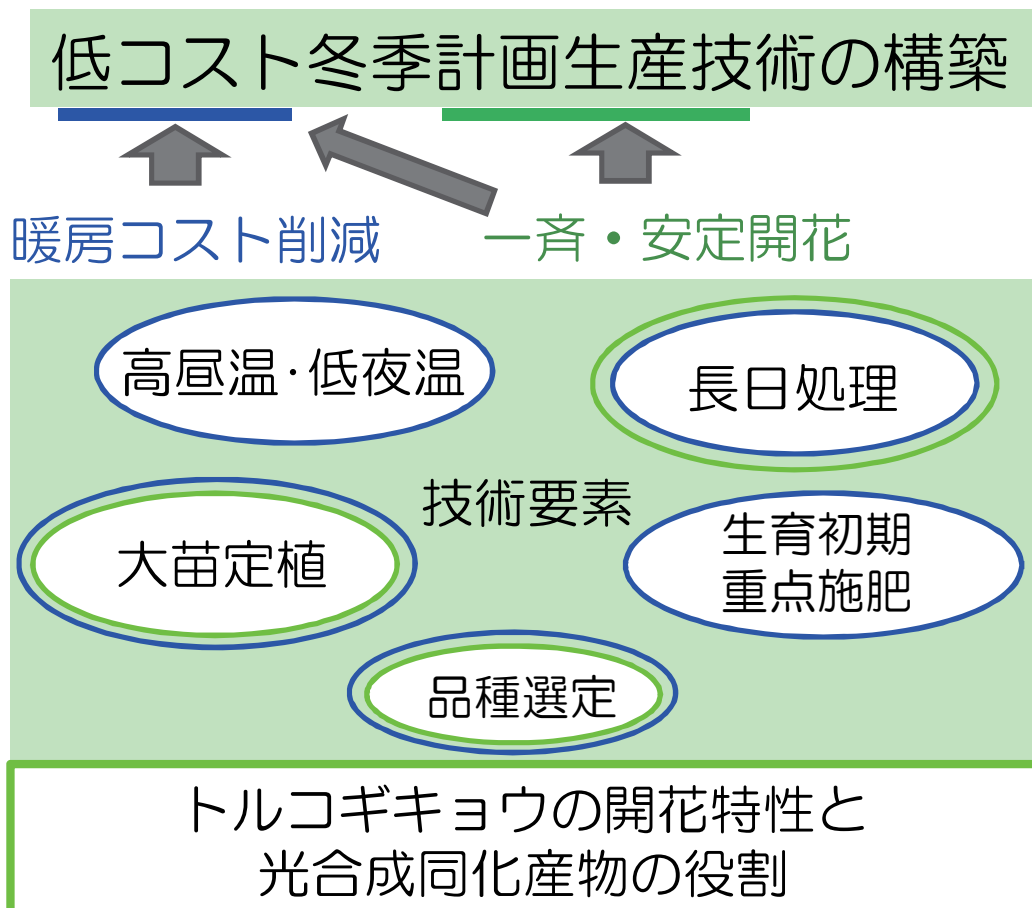 低コスト冬季計画生産技術の構築
暖房コスト削減
一斉・安定開花
高昼温・低夜温
長日処理
技術要素
大苗定植
生育初期
重点施肥
品種選定
トルコギキョウの開花特性と
光合成同化産物の役割